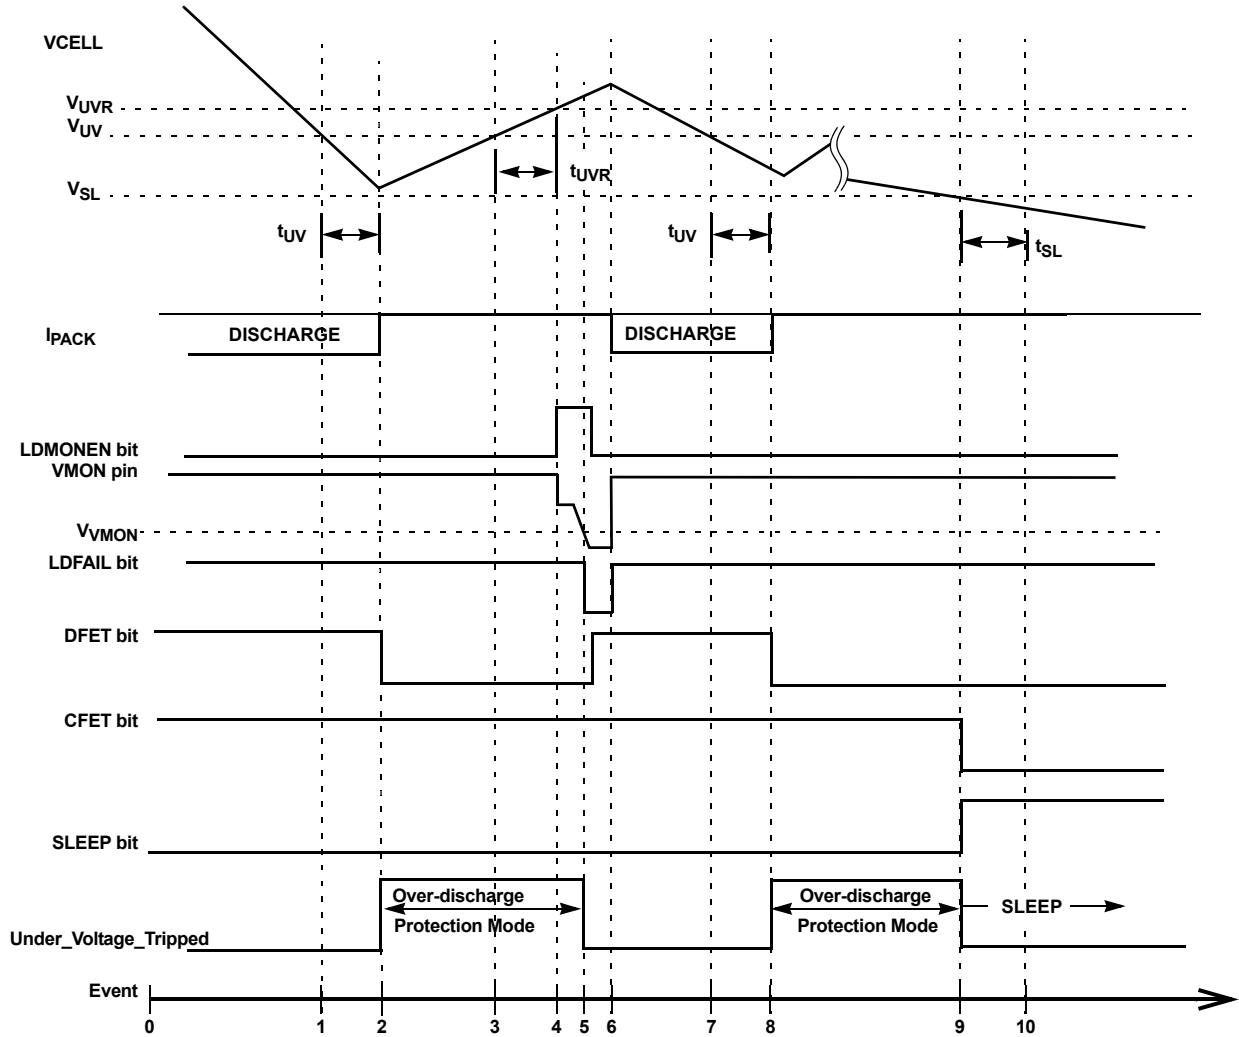 VCELL
VUVR
VUV
tUVR
VSL
tUV
tUV
tSL
IPACK
DISCHARGE
DISCHARGE
LDMONEN bit
VMON pin
VVMON
LDFAIL bit
DFET bit
CFET bit
SLEEP bit
Over-discharge
Protection Mode
Over-discharge
Protection Mode
SLEEP
Under_Voltage_Tripped
Event
0 1 2 3 4 5 6 7 8 9 10